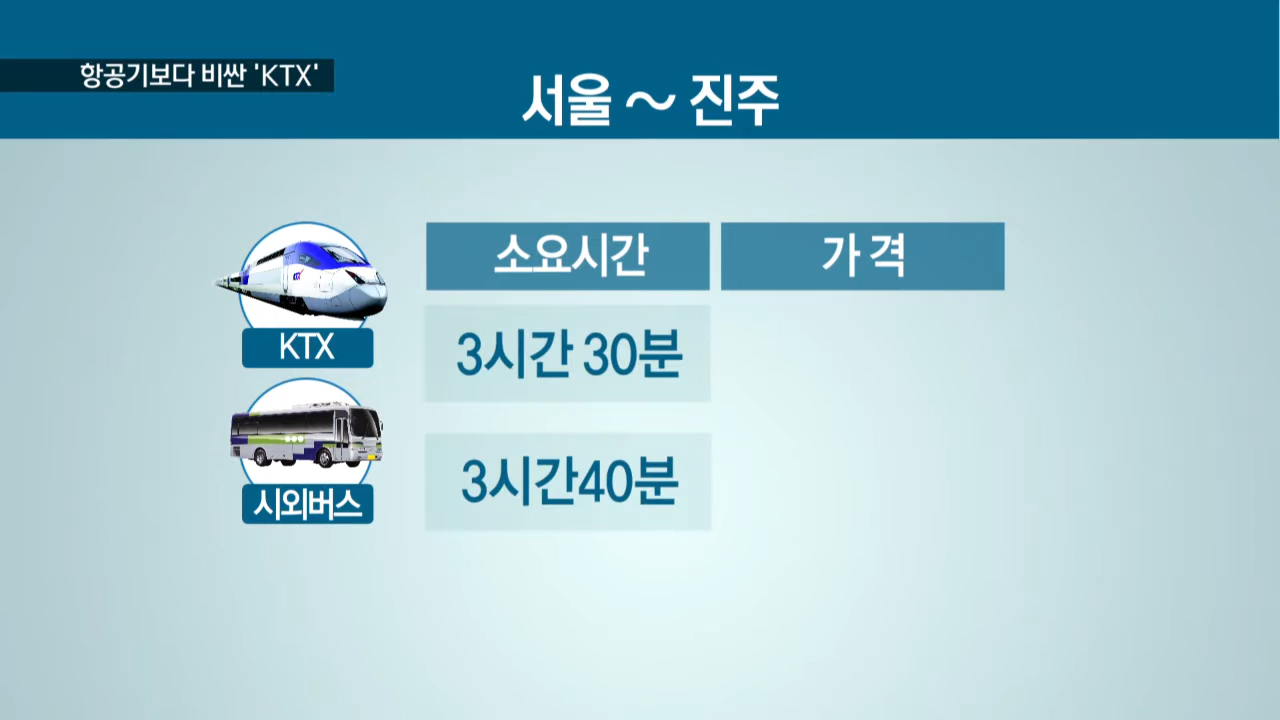 항공기보다 비싼 'KTX'
서울 ~ 진주
소요시간 가 격
KTX 3시간 30분
시외버스 3시간40분